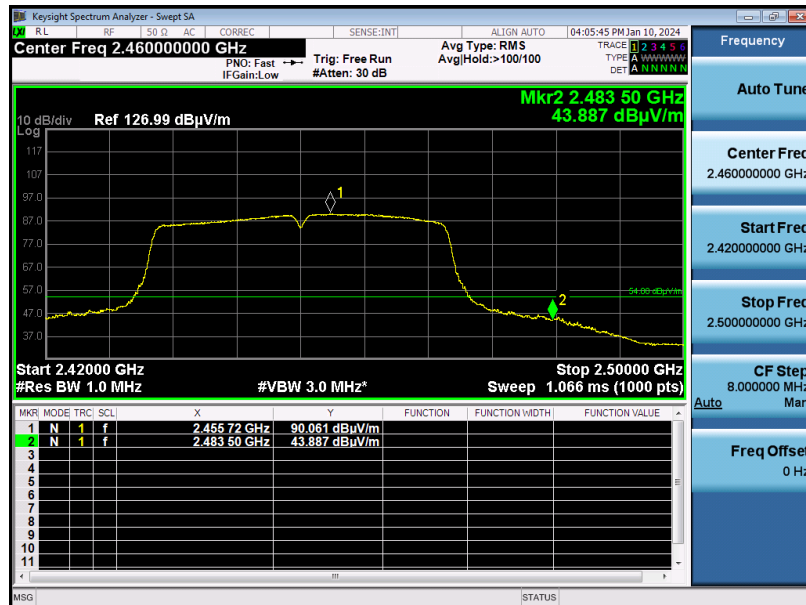 Keysight Spectrum Analyzer - Swept SA
LXI RL RF 50 Ω AC CORREC SENSE:INT ALIGN AUTO 04:05:45 PM Jan 10, 2024
Center Freq 2.460000000 GHz
PNO: Fast
IFGain:Low
Trig: Free Run
#Atten: 30 dB
Avg Type: RMS
Avg|Hold:>100/100
TRACE 1 2 3 4 5 6
TYPE A WWWWW
DET A N N N N N
Mkr2 2.483 50 GHz
43.887 dBµV/m
10 dB/div Ref 126.99 dBµV/m
Log
117
107
97.0
87.0
77.0
67.0
57.0
47.0
37.0
1
2
54.00 dBµV/m
Start 2.42000 GHz Stop 2.50000 GHz
#Res BW 1.0 MHz #VBW 3.0 MHz* Sweep 1.066 ms (1000 pts)
MKR MODE TRC SCL X Y FUNCTION FUNCTION WIDTH FUNCTION VALUE
1 N 1 f 2.455 72 GHz 90.061 dBµV/m
2 N 1 f 2.483 50 GHz 43.887 dBµV/m
3
4
5
6
7
8
9
10
11
MSG STATUS
Frequency
Auto Tune
Center Freq
2.460000000 GHz
Start Freq
2.420000000 GHz
Stop Freq
2.500000000 GHz
CF Step
8.000000 MHz
Auto Man
Freq Offset
0 Hz